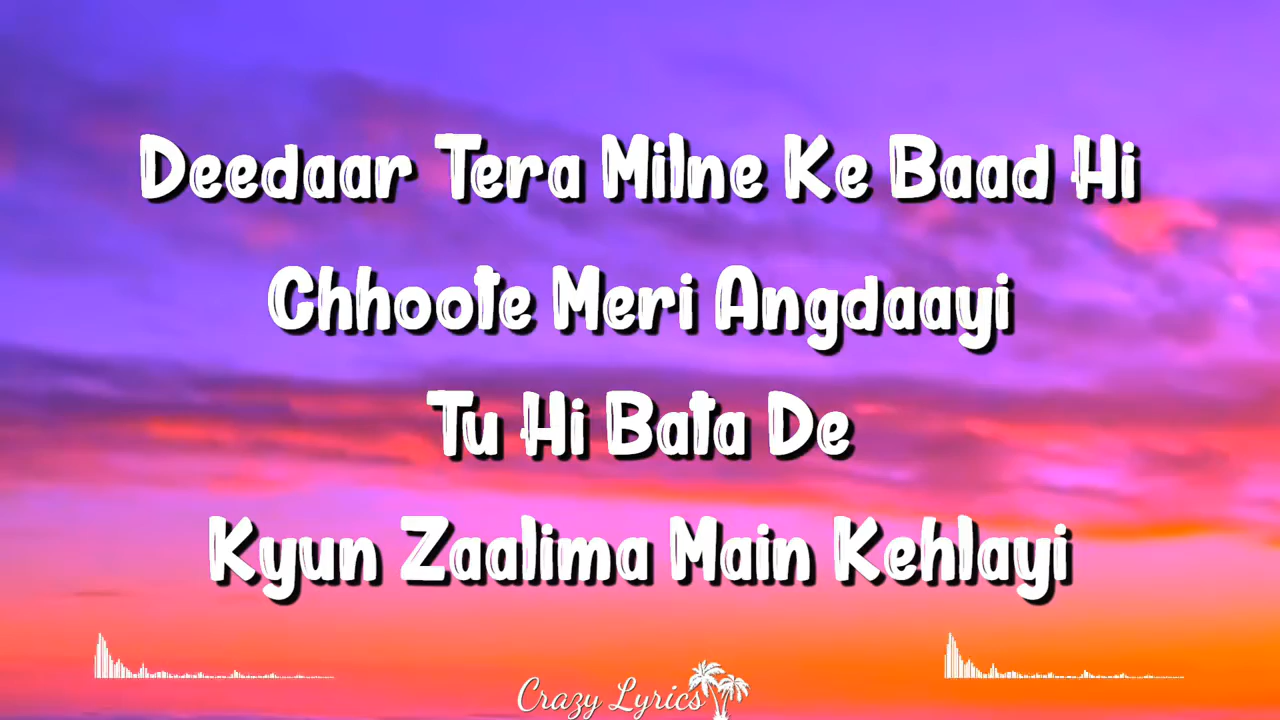 Deedaar Tera Milne Ke Baad Hi
Chhoote Meri Angdaayi
Tu Hi Bata De
Kyun Zaalima Main Kehlayi
Crazy Lyrics